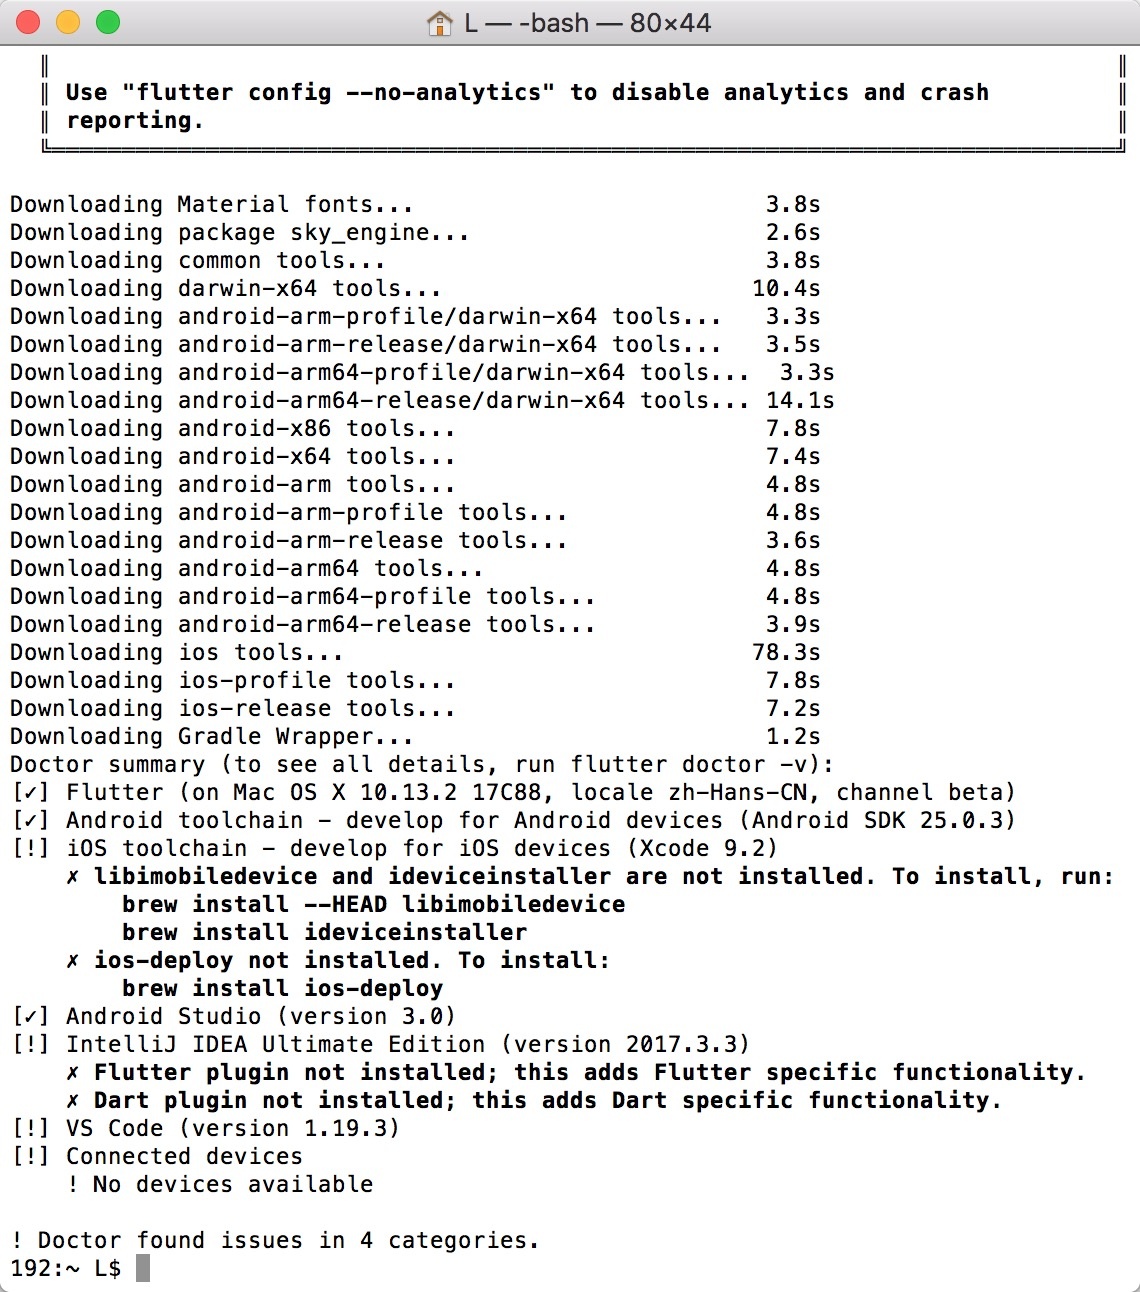 L — -bash — 80×44
Use "flutter config --no-analytics" to disable analytics and crash
reporting.
Downloading Material fonts... 3.8s
Downloading package sky_engine... 2.6s
Downloading common tools... 3.8s
Downloading darwin-x64 tools... 10.4s
Downloading android-arm-profile/darwin-x64 tools... 3.3s
Downloading android-arm-release/darwin-x64 tools... 3.5s
Downloading android-arm64-profile/darwin-x64 tools... 3.3s
Downloading android-arm64-release/darwin-x64 tools... 14.1s
Downloading android-x86 tools... 7.8s
Downloading android-x64 tools... 7.4s
Downloading android-arm tools... 4.8s
Downloading android-arm-profile tools... 4.8s
Downloading android-arm-release tools... 3.6s
Downloading android-arm64 tools... 4.8s
Downloading android-arm64-profile tools... 4.8s
Downloading android-arm64-release tools... 3.9s
Downloading ios tools... 78.3s
Downloading ios-profile tools... 7.8s
Downloading ios-release tools... 7.2s
Downloading Gradle Wrapper... 1.2s
Doctor summary (to see all details, run flutter doctor -v):
[✓] Flutter (on Mac OS X 10.13.2 17C88, locale zh-Hans-CN, channel beta)
[✓] Android toolchain - develop for Android devices (Android SDK 25.0.3)
[!] iOS toolchain - develop for iOS devices (Xcode 9.2)
✗ libimobiledevice and ideviceinstaller are not installed. To install, run:
brew install --HEAD libimobiledevice
brew install ideviceinstaller
✗ ios-deploy not installed. To install:
brew install ios-deploy
[✓] Android Studio (version 3.0)
[!] IntelliJ IDEA Ultimate Edition (version 2017.3.3)
✗ Flutter plugin not installed; this adds Flutter specific functionality.
✗ Dart plugin not installed; this adds Dart specific functionality.
[!] VS Code (version 1.19.3)
[!] Connected devices
! No devices available
! Doctor found issues in 4 categories.
192:~ L$